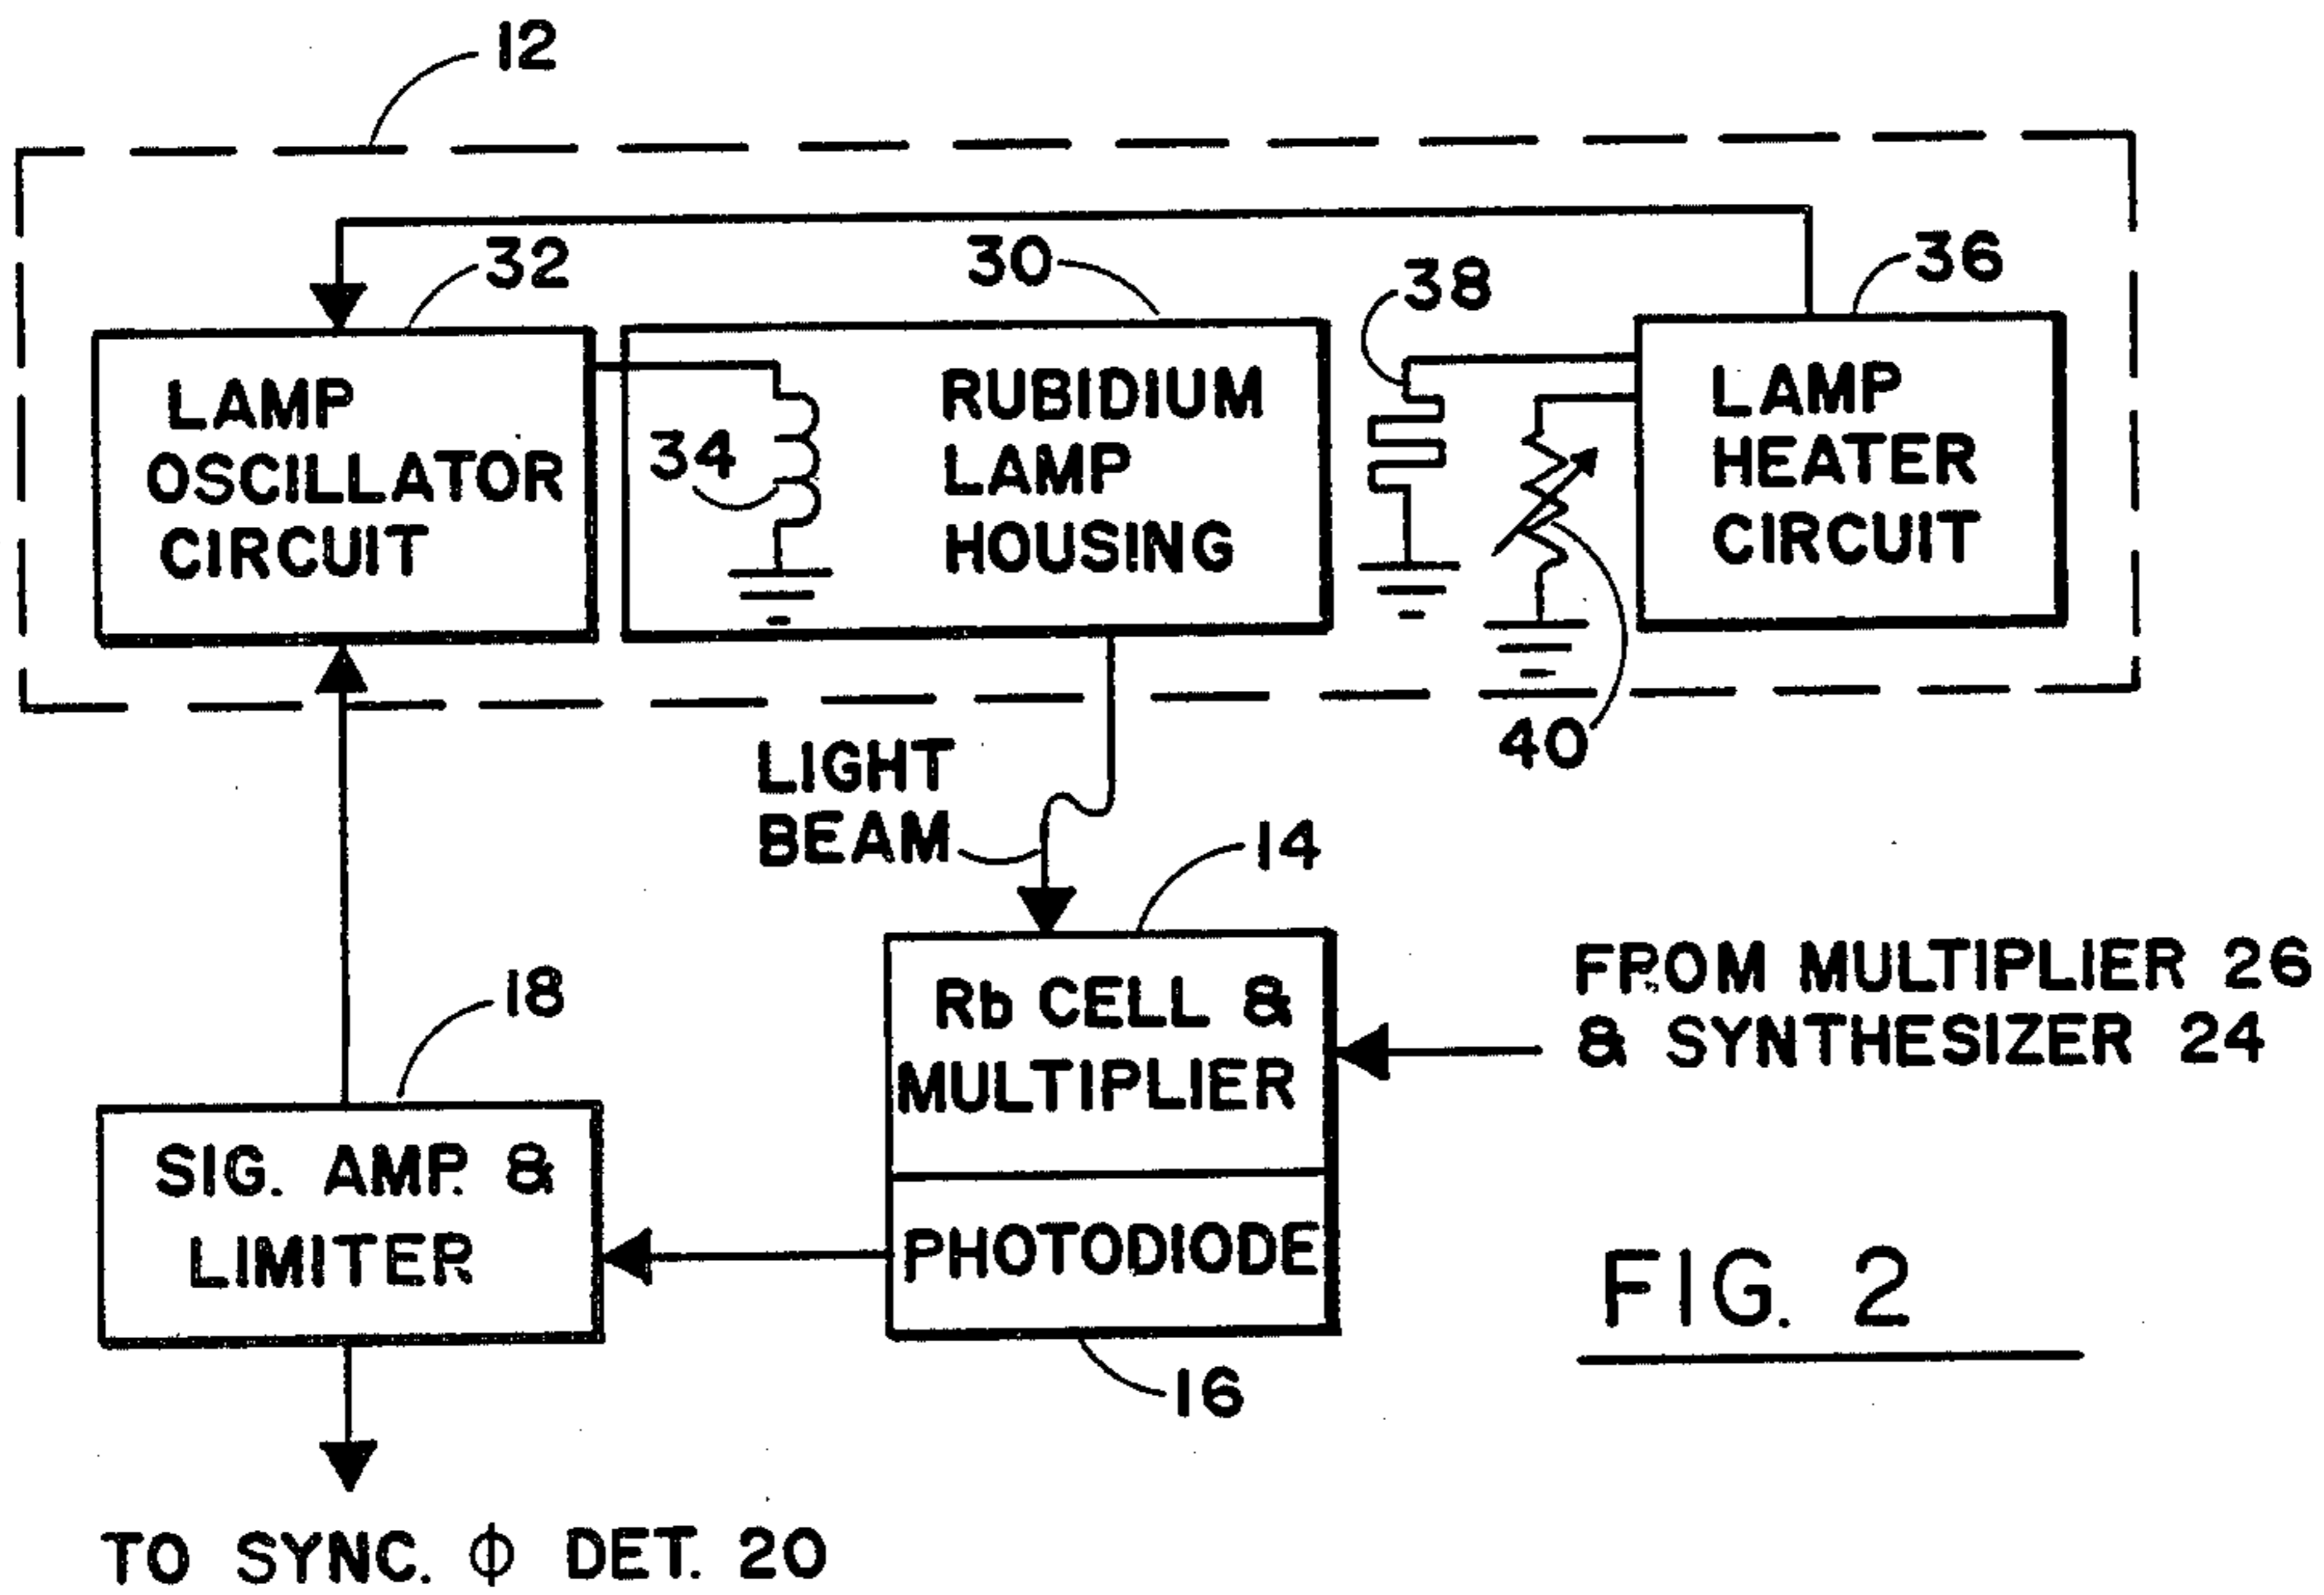 12
32
30
38
36
LAMP
OSCILLATOR
CIRCUIT
34
RUBIDIUM
LAMP
HOUSING
LAMP
HEATER
CIRCUIT
40
LIGHT
BEAM
14
Rb CELL &
MULTIPLIER
FROM MULTIPLIER 26
& SYNTHESIZER 24
18
SIG. AMP. &
LIMITER
PHOTODIODE
16
FIG. 2
TO SYNC. ϕ DET. 20